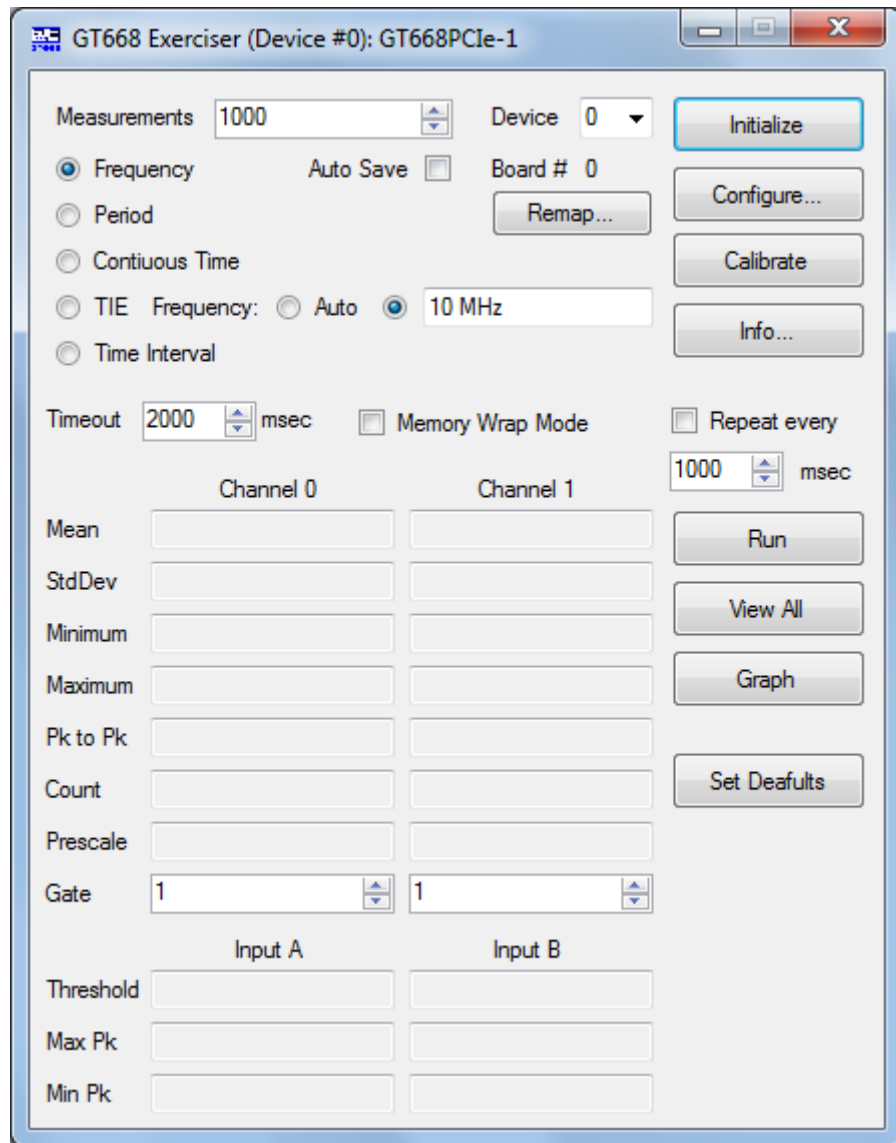 GT668 Exerciser (Device #0): GT668PCIe-1
Measurements 1000 Device 0 Initialize
Frequency Auto Save Board # 0
Period Remap... Configure...
Contiuous Time Calibrate
TIE Frequency: Auto 10 MHz
Time Interval Info...
Timeout 2000 msec Memory Wrap Mode Repeat every
1000 msec
Channel 0 Channel 1
Mean Run
StdDev
Minimum View All
Maximum Graph
Pk to Pk
Count Set Deafults
Prescale
Gate 1 1
Input A Input B
Threshold
Max Pk
Min Pk